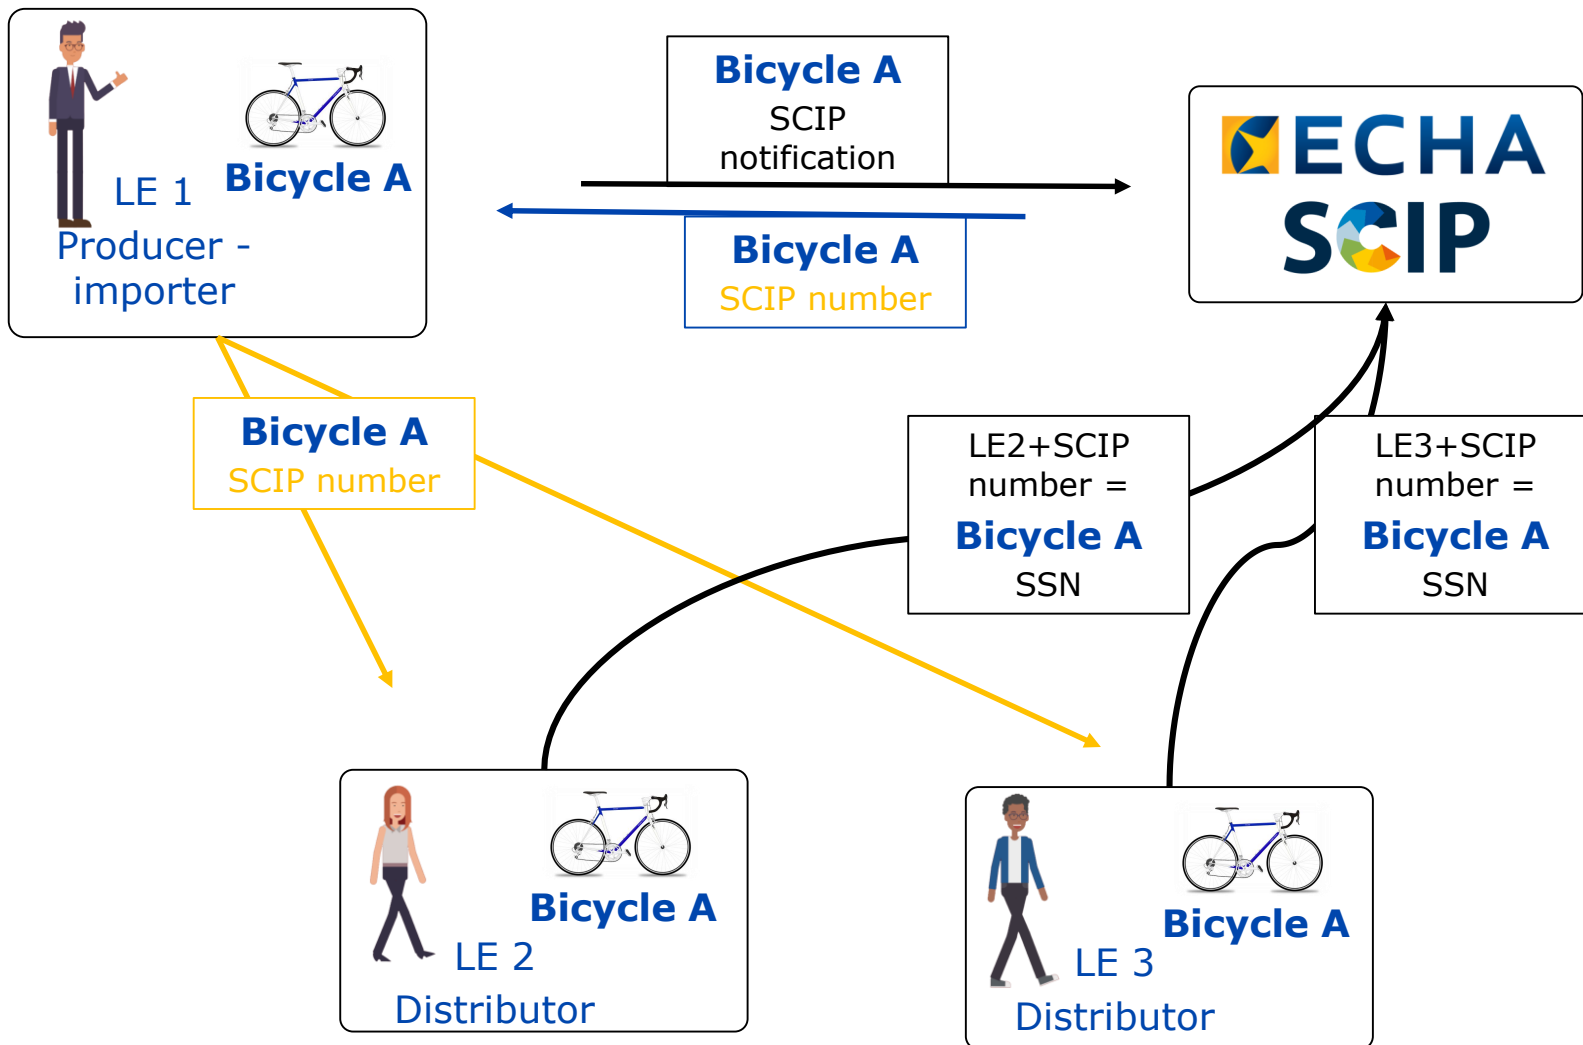 Bicycle A
LE 1
Producer -
importer
Bicycle A
SCIP
notification
Bicycle A
SCIP number
ECHA
SCIP
Bicycle A
SCIP number
LE2+SCIP
number =
Bicycle A
SSN
LE3+SCIP
number =
Bicycle A
SSN
Bicycle A
LE 2
Distributor
Bicycle A
LE 3
Distributor